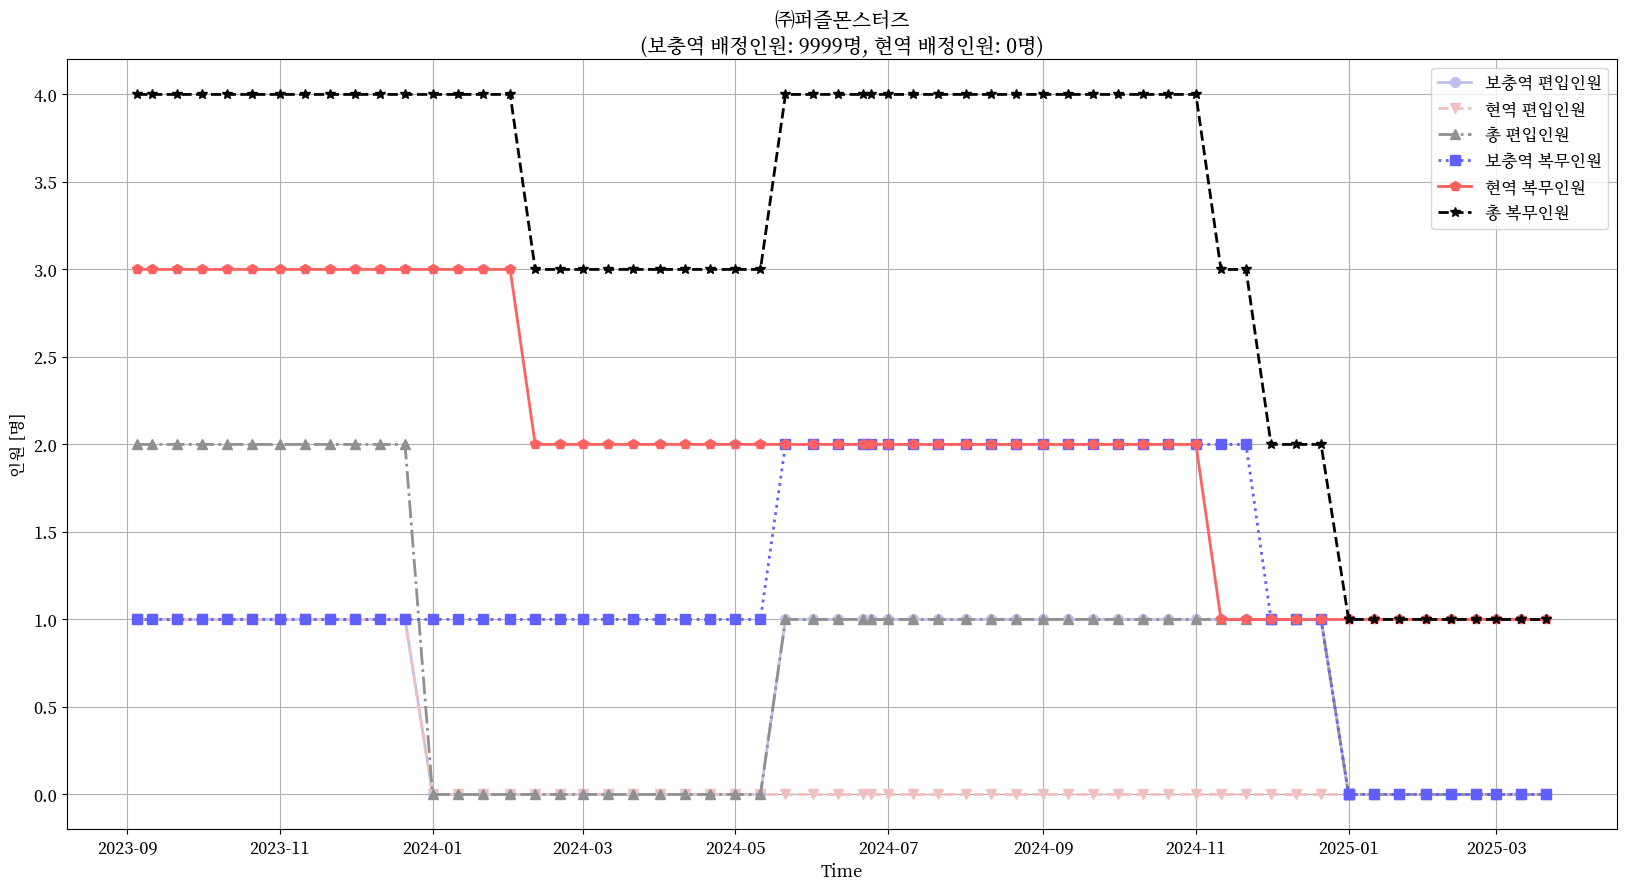 ㈜퍼즐몬스터즈
(보충역 배정인원: 9999명, 현역 배정인원: 0명)
보충역 편입인원
현역 편입인원
총 편입인원
보충역 복무인원
현역 복무인원
총 복무인원
인원 [명]
4.0
3.5
3.0
2.5
2.0
1.5
1.0
0.5
0.0
2023-09 2023-11 2024-01 2024-03 2024-05 2024-07 2024-09 2024-11 2025-01 2025-03
Time